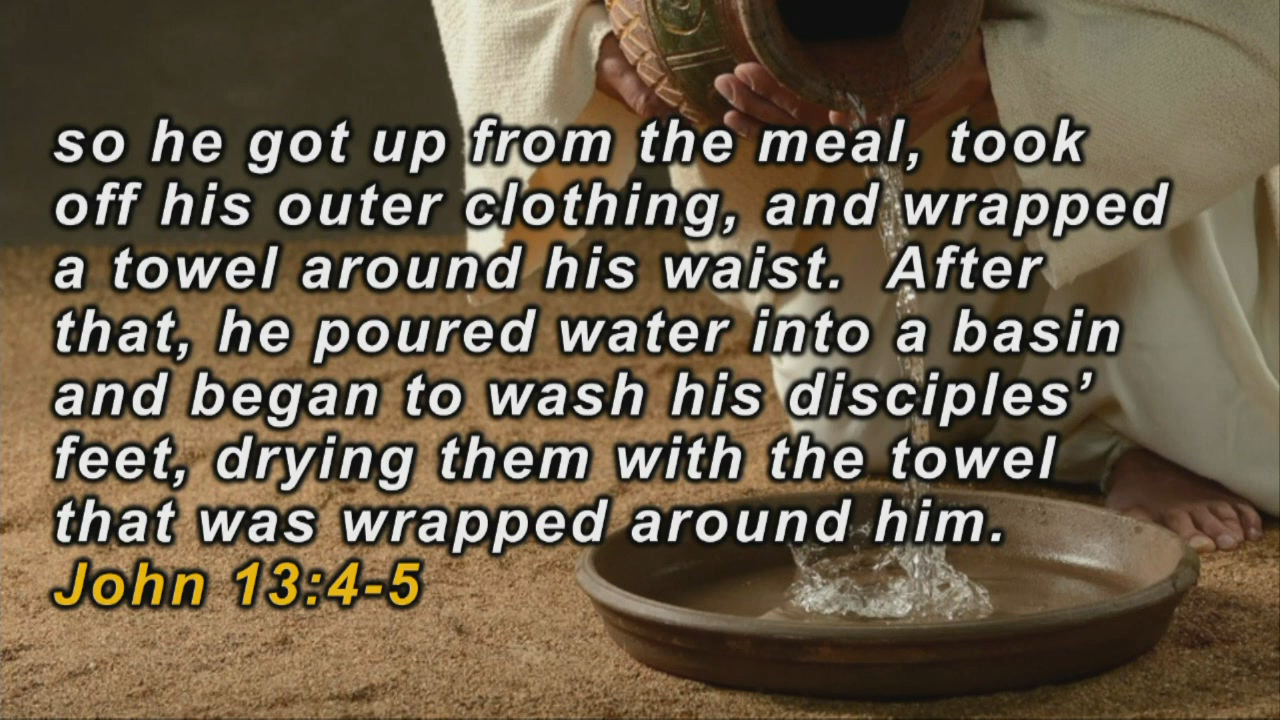 so he got up from the meal, took
off his outer clothing, and wrapped
a towel around his waist.  After
that, he poured water into a basin
and began to wash his disciples’
feet, drying them with the towel
that was wrapped around him.
John 13:4-5